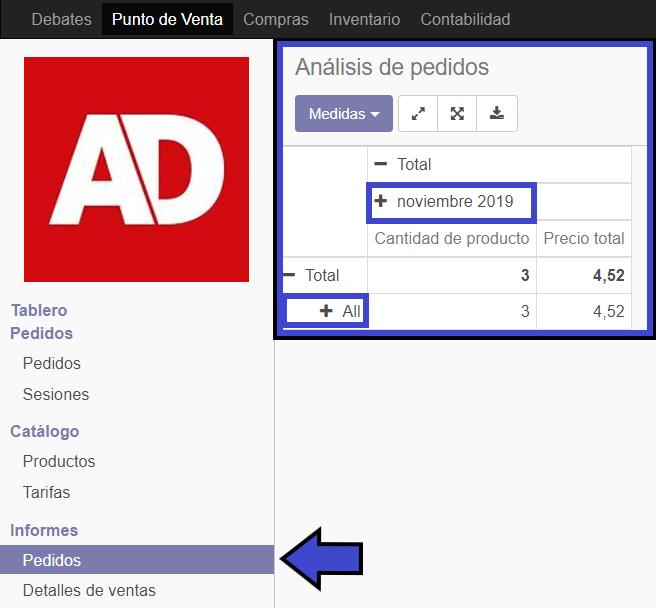 Debates Punto de Venta Compras Inventario Contabilidad
AD
Tablero
Pedidos
Pedidos
Sesiones
Catálogo
Productos
Tarifas
Informes
Pedidos
Detalles de ventas
Análisis de pedidos
Medidas
Total
noviembre 2019
Cantidad de producto Precio total
Total 3 4,52
All 3 4,52